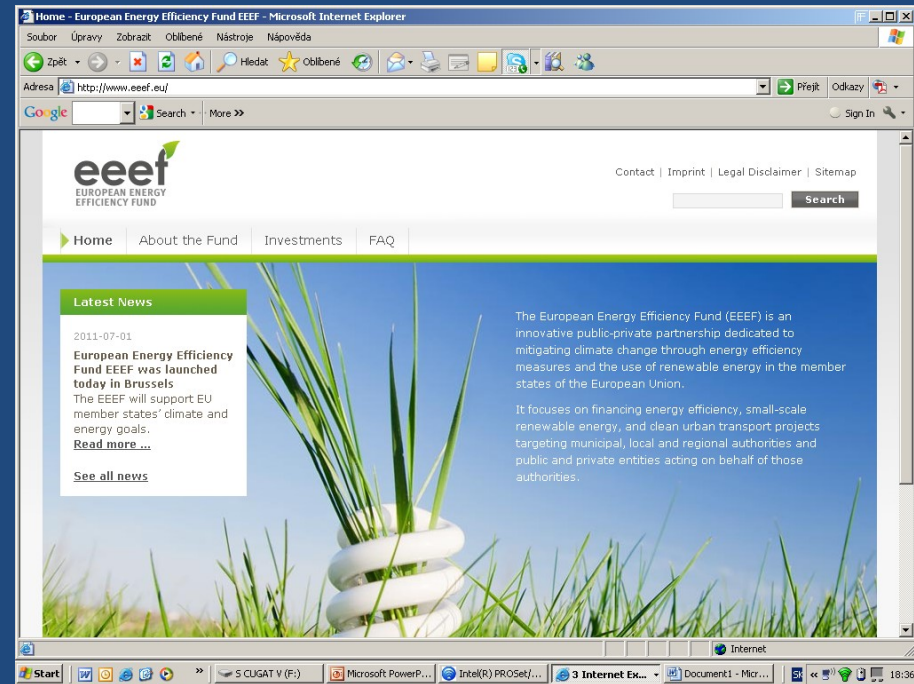 Home - European Energy Efficiency Fund EEEF - Microsoft Internet Explorer
Soubor Úpravy Zobrazit Oblíbené Nástroje Nápověda
Zpět Hledat Oblíbené
Adresa http://www.eeef.eu/ Přejít Odkazy
Google Search More >> Sign In
eeef
EUROPEAN ENERGY
EFFICIENCY FUND
Contact | Imprint | Legal Disclaimer | Sitemap
Search
Home About the Fund Investments FAQ
Latest News
2011-07-01
European Energy Efficiency
Fund EEEF was launched
today in Brussels
The EEEF will support EU
member states´ climate and
energy goals.
Read more ...
See all news
The European Energy Efficiency Fund (EEEF) is an
innovative public-private partnership dedicated to
mitigating climate change through energy efficiency
measures and the use of renewable energy in the member
states of the European Union.
It focuses on financing energy efficiency, small-scale
renewable energy, and clean urban transport projects
targeting municipal, local and regional authorities and
public and private entities acting on behalf of those
authorities.
Internet
Start » S CUGAT V (F:) Microsoft PowerP... Intel(R) PROSet/... 3 Internet Ex... Document1 - Micr... SK « 18:36